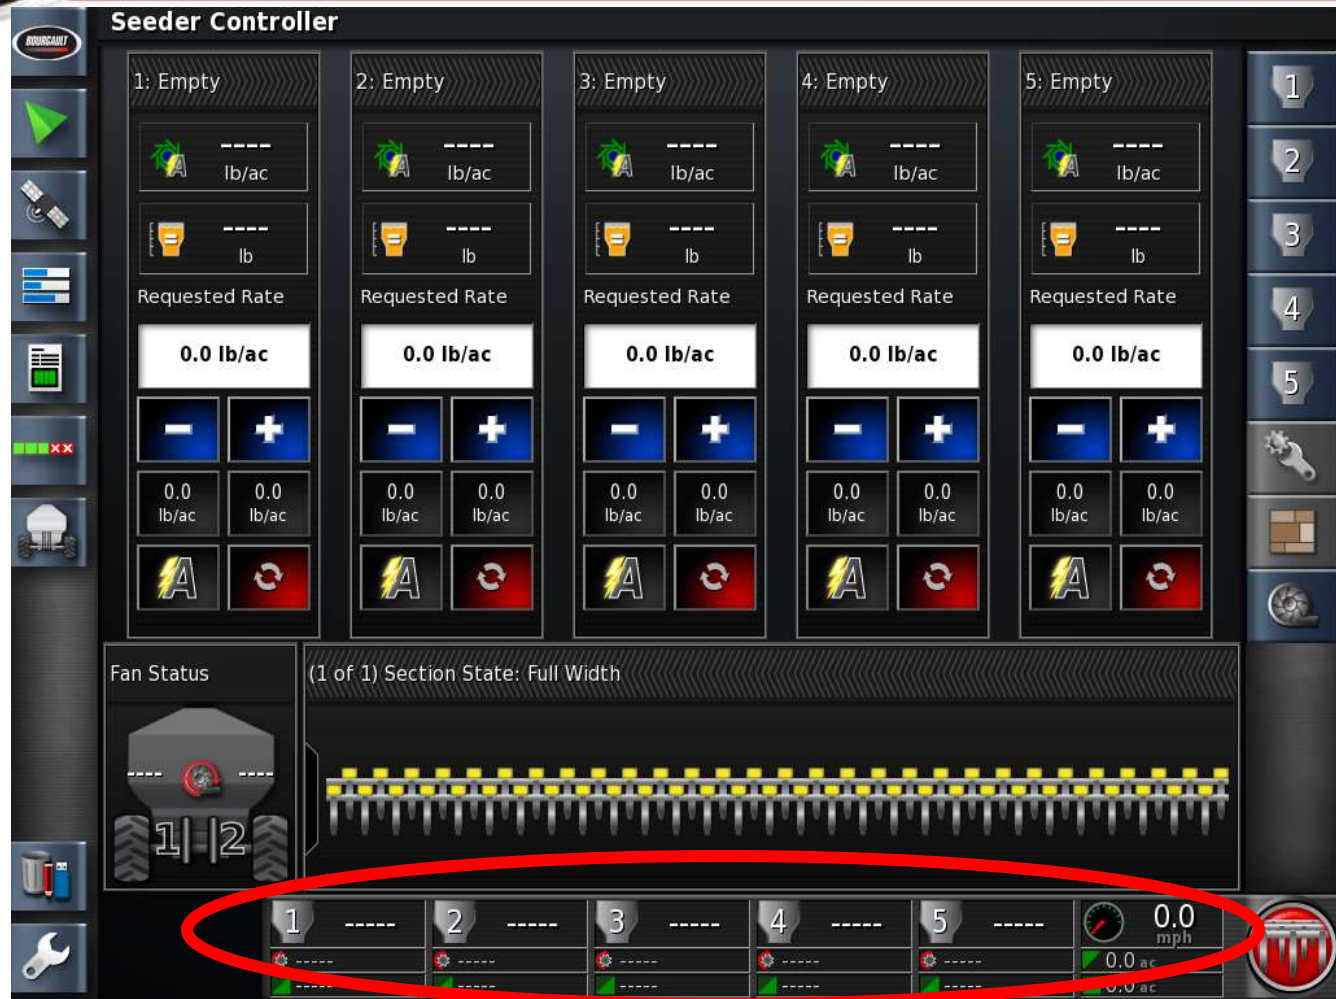 BOURGAULT
Seeder Controller
1: Empty
2: Empty
3: Empty
4: Empty
5: Empty
---- lb/ac
---- lb/ac
---- lb/ac
---- lb/ac
---- lb/ac
---- lb
---- lb
---- lb
---- lb
---- lb
Requested Rate
Requested Rate
Requested Rate
Requested Rate
Requested Rate
0.0 lb/ac
0.0 lb/ac
0.0 lb/ac
0.0 lb/ac
0.0 lb/ac
- +
- +
- +
- +
- +
0.0 lb/ac 0.0 lb/ac
0.0 lb/ac 0.0 lb/ac
0.0 lb/ac 0.0 lb/ac
0.0 lb/ac 0.0 lb/ac
0.0 lb/ac 0.0 lb/ac
A
A
A
A
A
1
2
3
4
5
Fan Status
---- ----
1 2
(1 of 1) Section State: Full Width
1 -----
2 -----
3 -----
4 -----
5 -----
0.0 mph
-----
-----
-----
-----
-----
0.0 ac
-----
-----
-----
-----
-----
0.0 ac